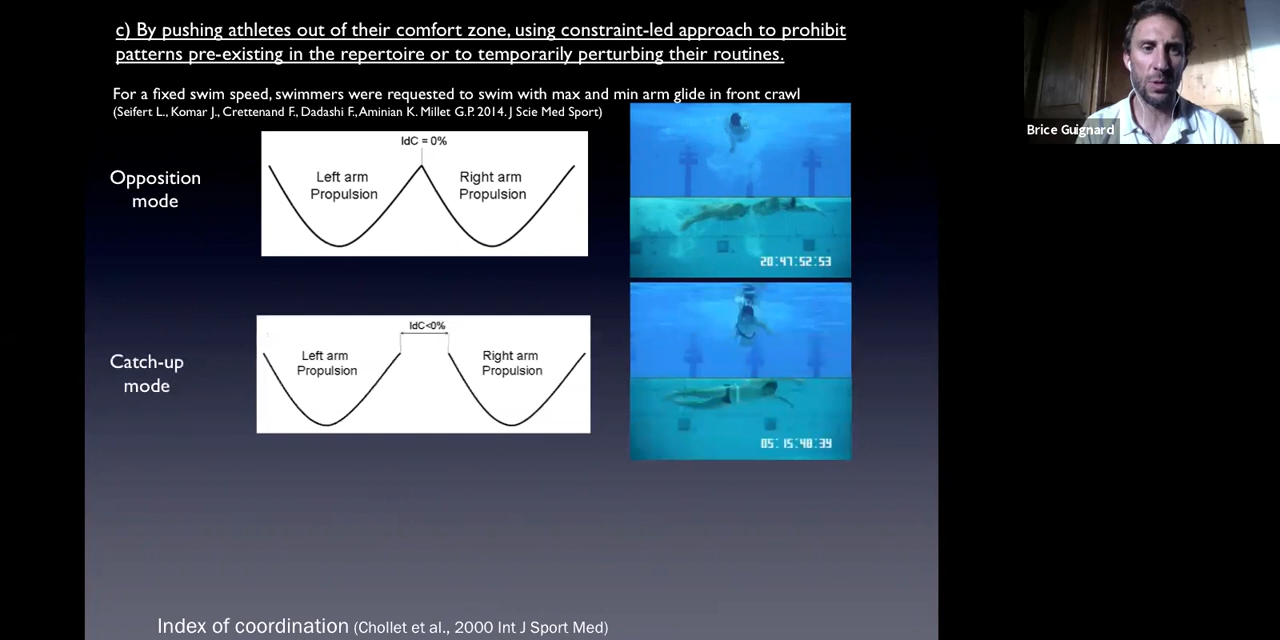 c) By pushing athletes out of their comfort zone, using constraint-led approach to prohibit
patterns pre-existing in the repertoire or to temporarily perturbing their routines.
For a fixed swim speed, swimmers were requested to swim with max and min arm glide in front crawl
(Seifert L., Komar J., Crettenand F., Dadashi F., Aminian K. Millet G.P. 2014. J Scie Med Sport)
Opposition
mode
IdC = 0%
Left arm
Propulsion
Right arm
Propulsion
20:47:52:53
Catch-up
mode
IdC<0%
Left arm
Propulsion
Right arm
Propulsion
05:15:48:39
Index of coordination (Chollet et al., 2000 Int J Sport Med)
Brice Guignard